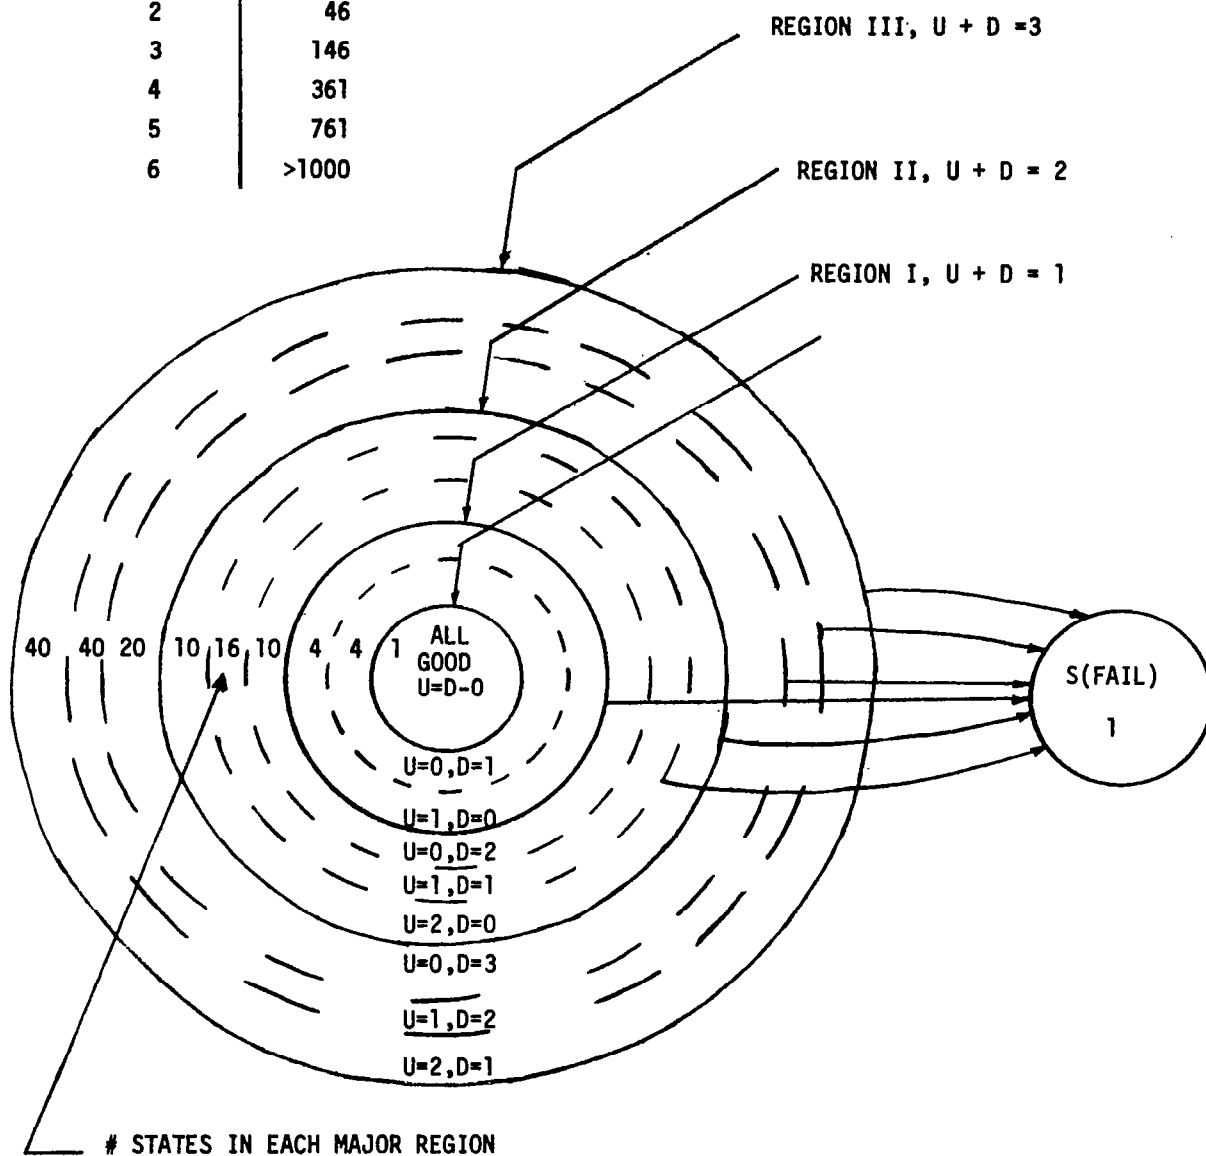 2 46
3 146
4 361
5 761
6 >1000
REGION III, U + D =3
REGION II, U + D = 2
REGION I, U + D = 1
40 40 20 10 16 10 4 4 1
ALL
GOOD
U=D-0
S(FAIL)
1
U=0,D=1
U=1,D=0
U=0,D=2
U=1,D=1
U=2,D=0
U=0,D=3
U=1,D=2
U=2,D=1
# STATES IN EACH MAJOR REGION